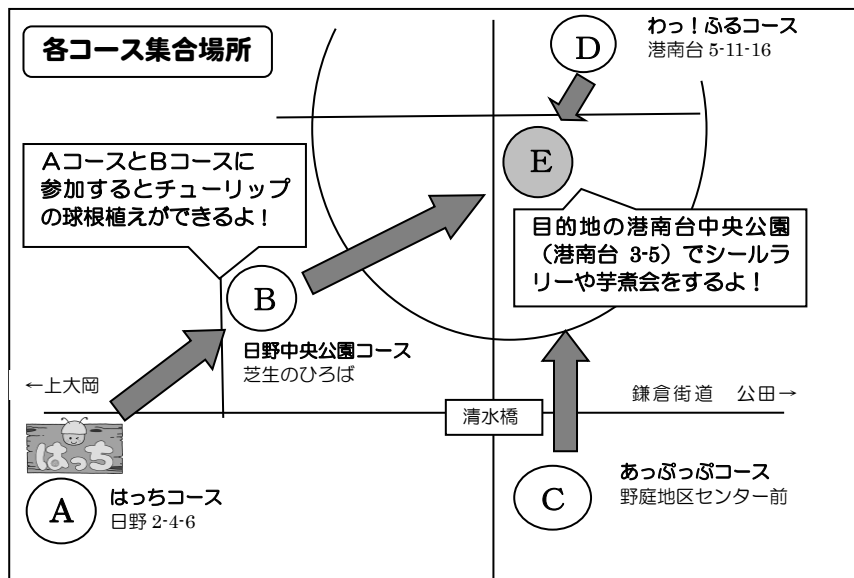 各コース集合場所
D
わっ！ふるコース
港南台 5-11-16
AコースとBコースに
参加するとチューリップ
の球根植えができるよ！
E
目的地の港南台中央公園
（港南台 3-5）でシールラ
リーや芋煮会をするよ！
B
日野中央公園コース
芝生のひろば
←上大岡
鎌倉街道　公田→
清水橋
はっち
A
はっちコース
日野 2-4-6
C
あっぷっぷコース
野庭地区センター前